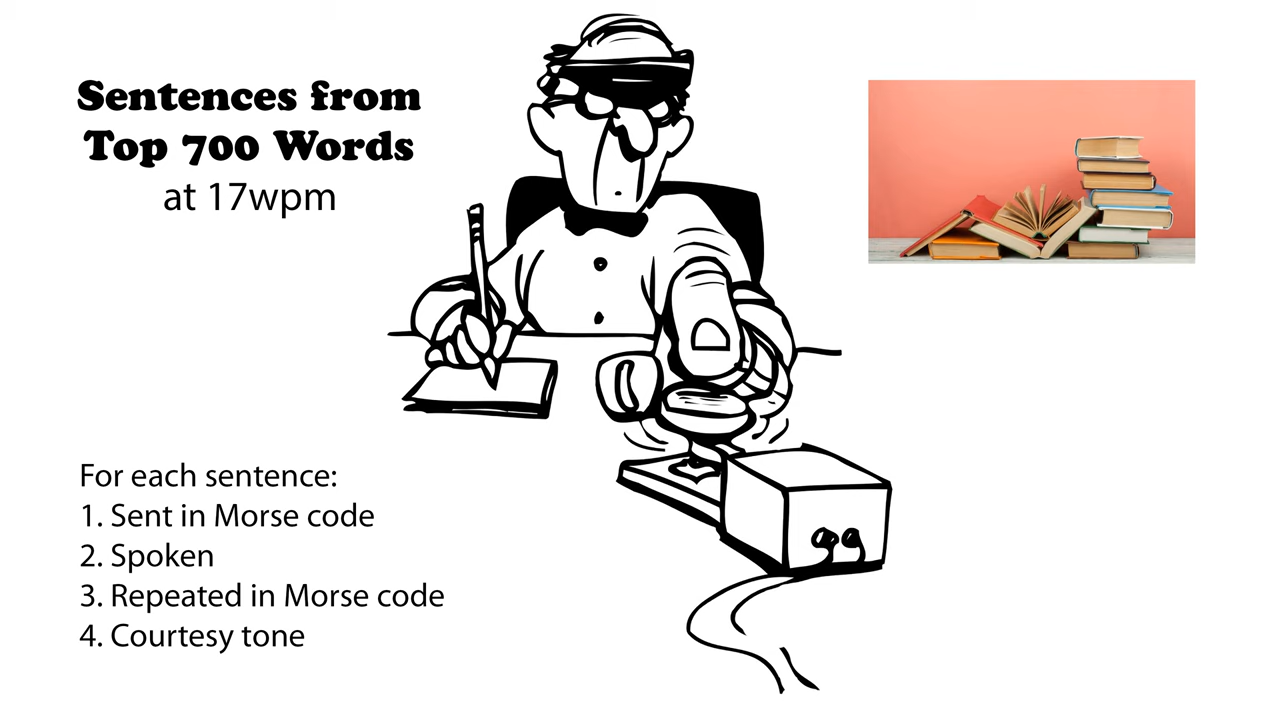 Sentences from
Top 700 Words
at 17wpm
For each sentence:
1. Sent in Morse code
2. Spoken
3. Repeated in Morse code
4. Courtesy tone